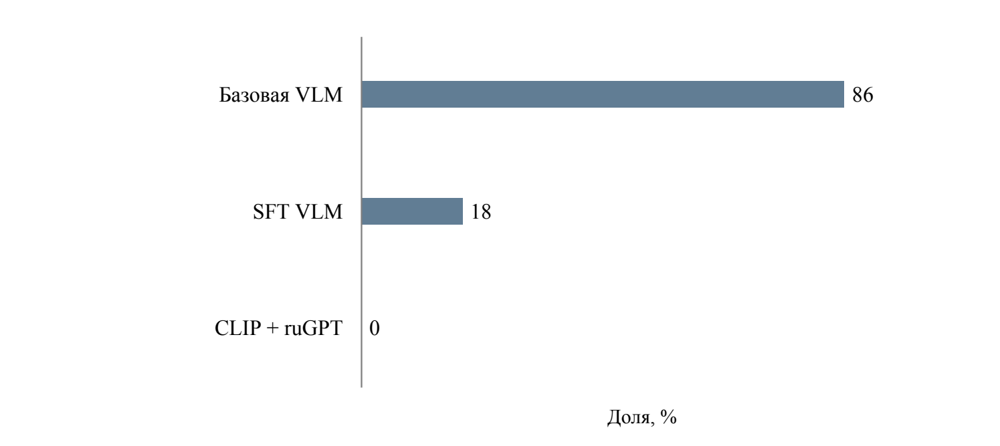 Базовая VLM 86
SFT VLM 18
CLIP + ruGPT 0
Доля, %